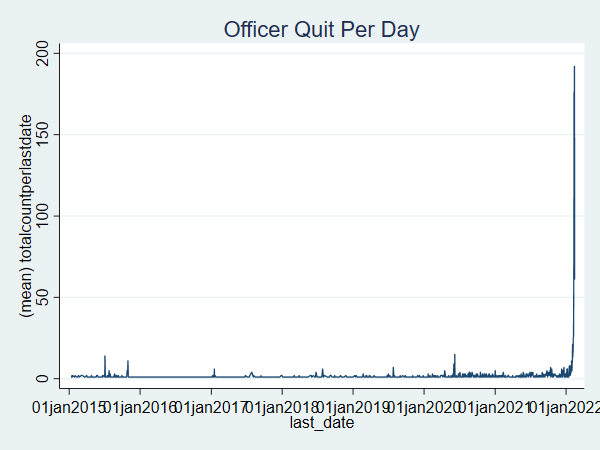 Officer Quit Per Day
(mean) totalcountperlastdate
200
150
100
50
0
01jan2015 01jan2016 01jan2017 01jan2018 01jan2019 01jan2020 01jan2021 01jan2022
last_date